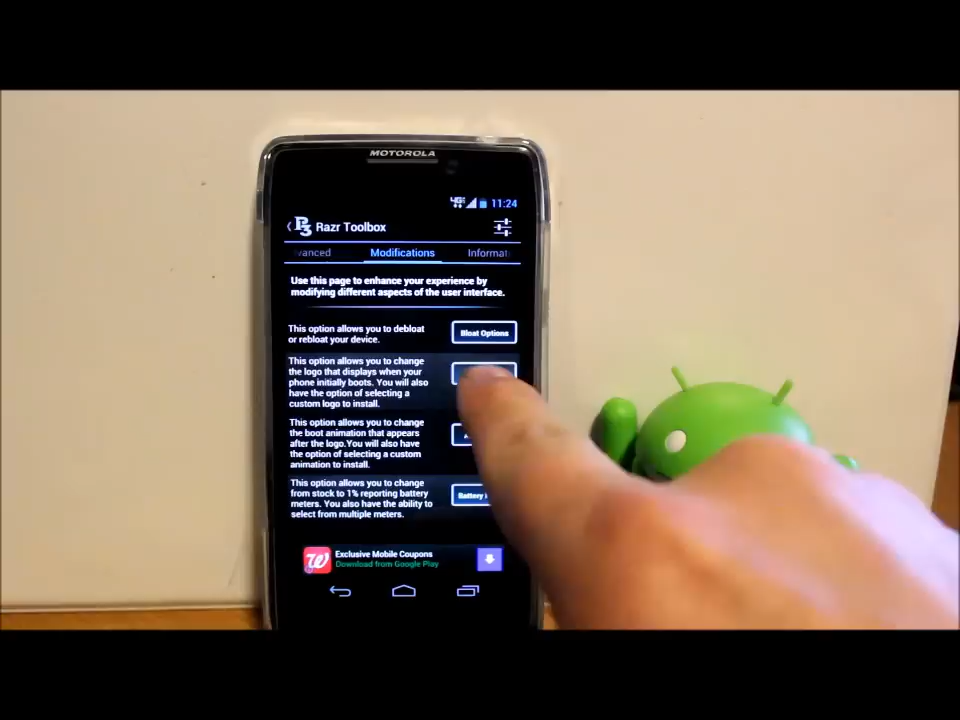 MOTOROLA
4G 11:24
Razr Toolbox
vanced Modifications Informat
Use this page to enhance your experience by
modifying different aspects of the user interface.
This option allows you to debloat
or rebloat your device.
Bloat Options
This option allows you to change
the logo that displays when your
phone initially boots. You will also
have the option of selecting a
custom logo to install.
This option allows you to change
the boot animation that appears
after the logo.You will also have
the option of selecting a custom
animation to install.
This option allows you to change
from stock to 1% reporting battery
meters. You also have the ability to
select from multiple meters.
Battery
Exclusive Mobile Coupons
Download from Google Play